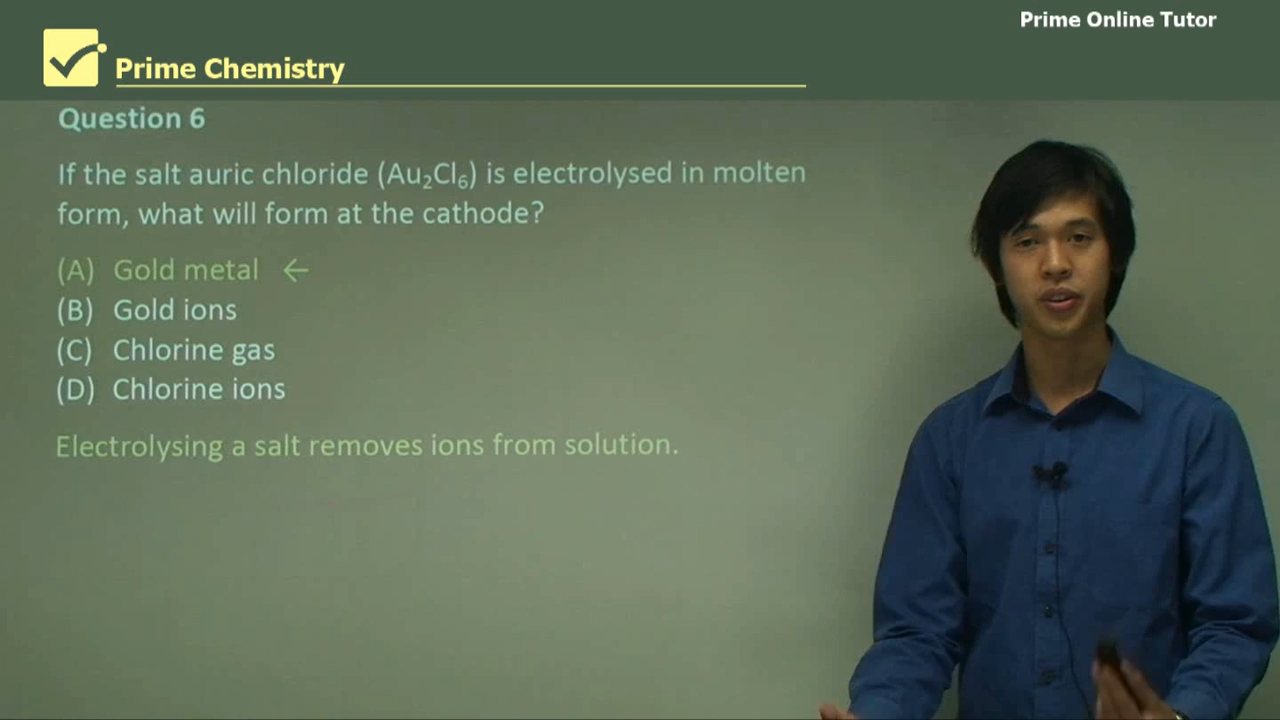 Prime Online Tutor
Prime Chemistry
Question 6
If the salt auric chloride (Au₂Cl₆) is electrolysed in molten
form, what will form at the cathode?
(A) Gold metal ←
(B) Gold ions
(C) Chlorine gas
(D) Chlorine ions
Electrolysing a salt removes ions from solution.